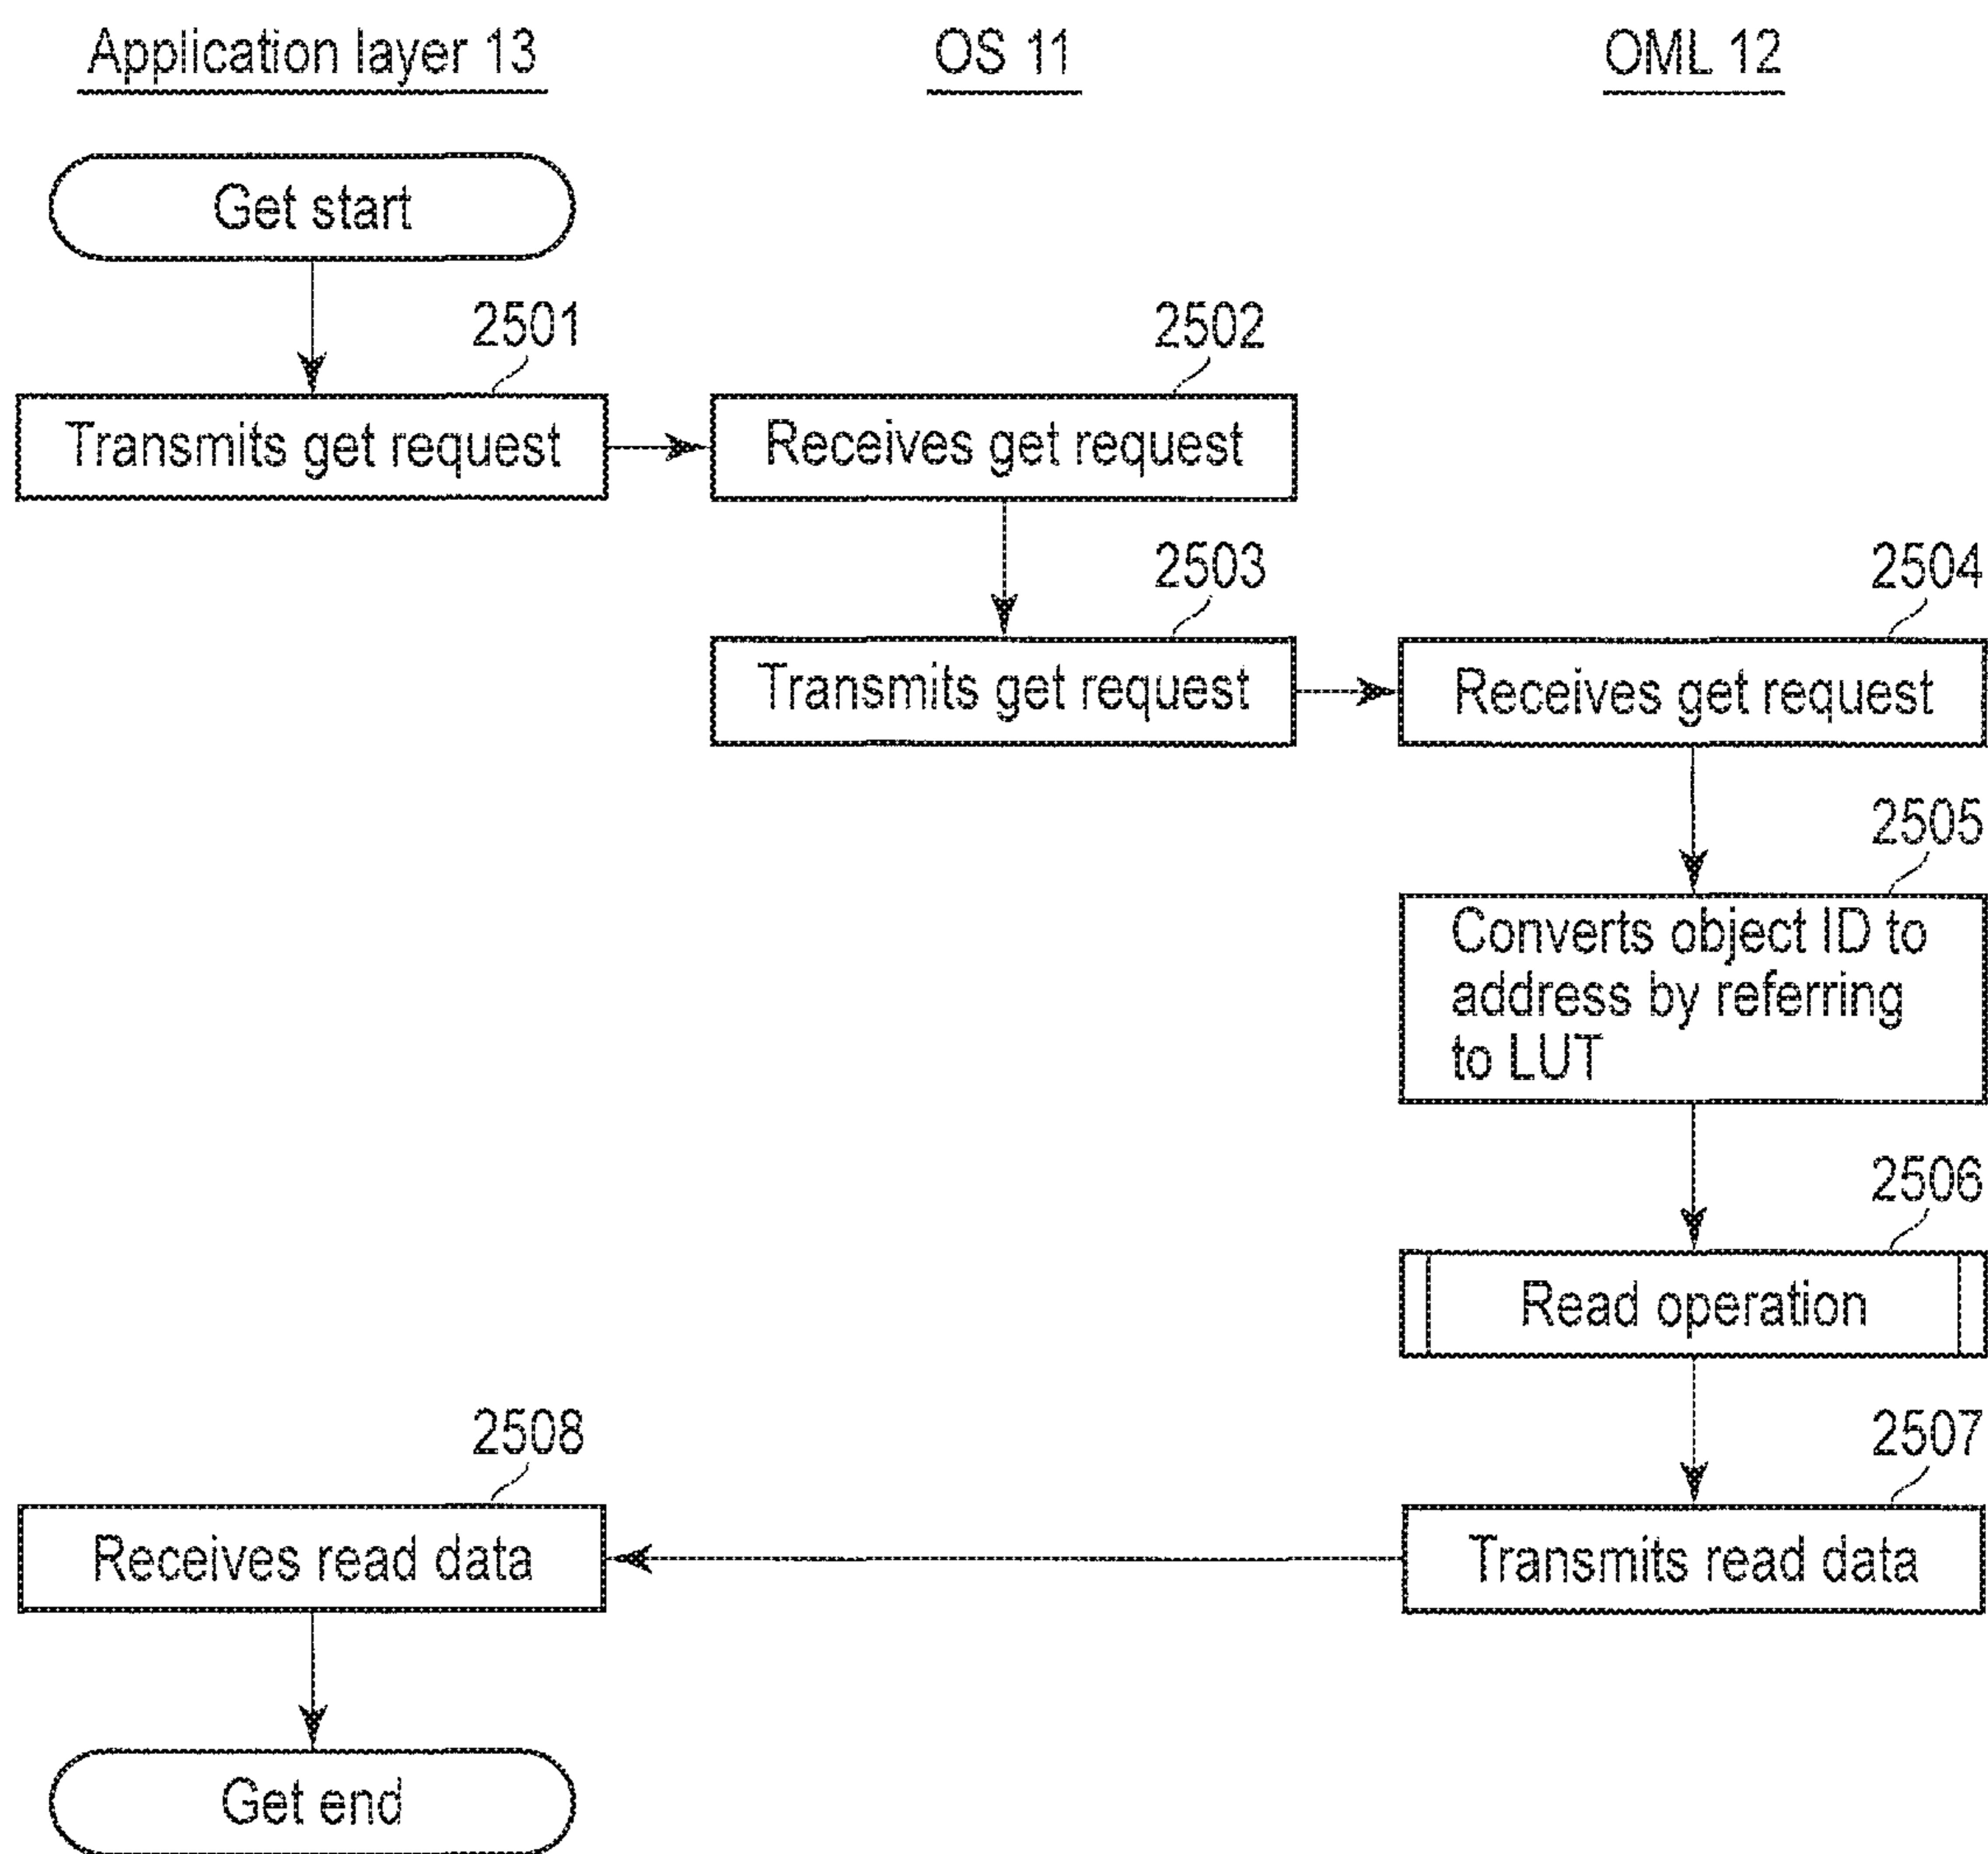 Application layer 13
OS 11
OML 12
Get start
2501
2502
Transmits get request
Receives get request
2503
2504
Transmits get request
Receives get request
2505
Converts object ID to
address by referring
to LUT
2506
Read operation
2508
2507
Receives read data
Transmits read data
Get end